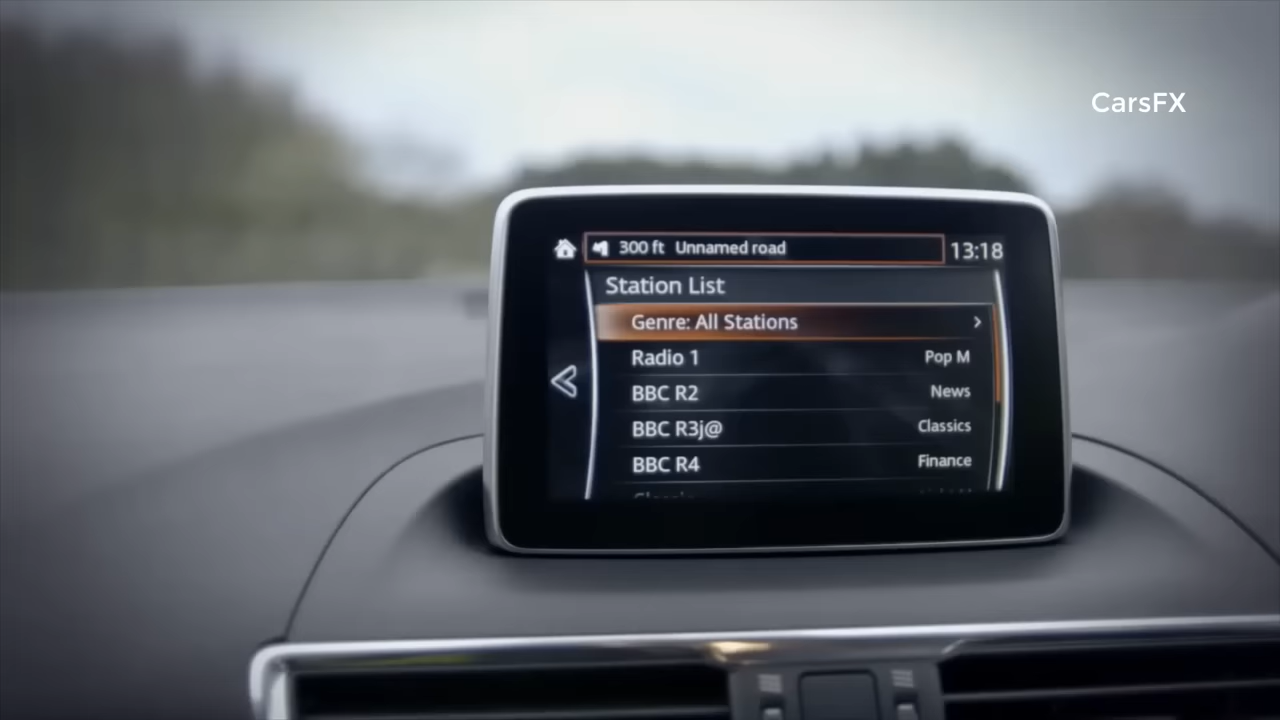 CarsFX
300 ft Unnamed road 13:18
Station List
Genre: All Stations
Radio 1 Pop M
BBC R2 News
BBC R3j@ Classics
BBC R4 Finance